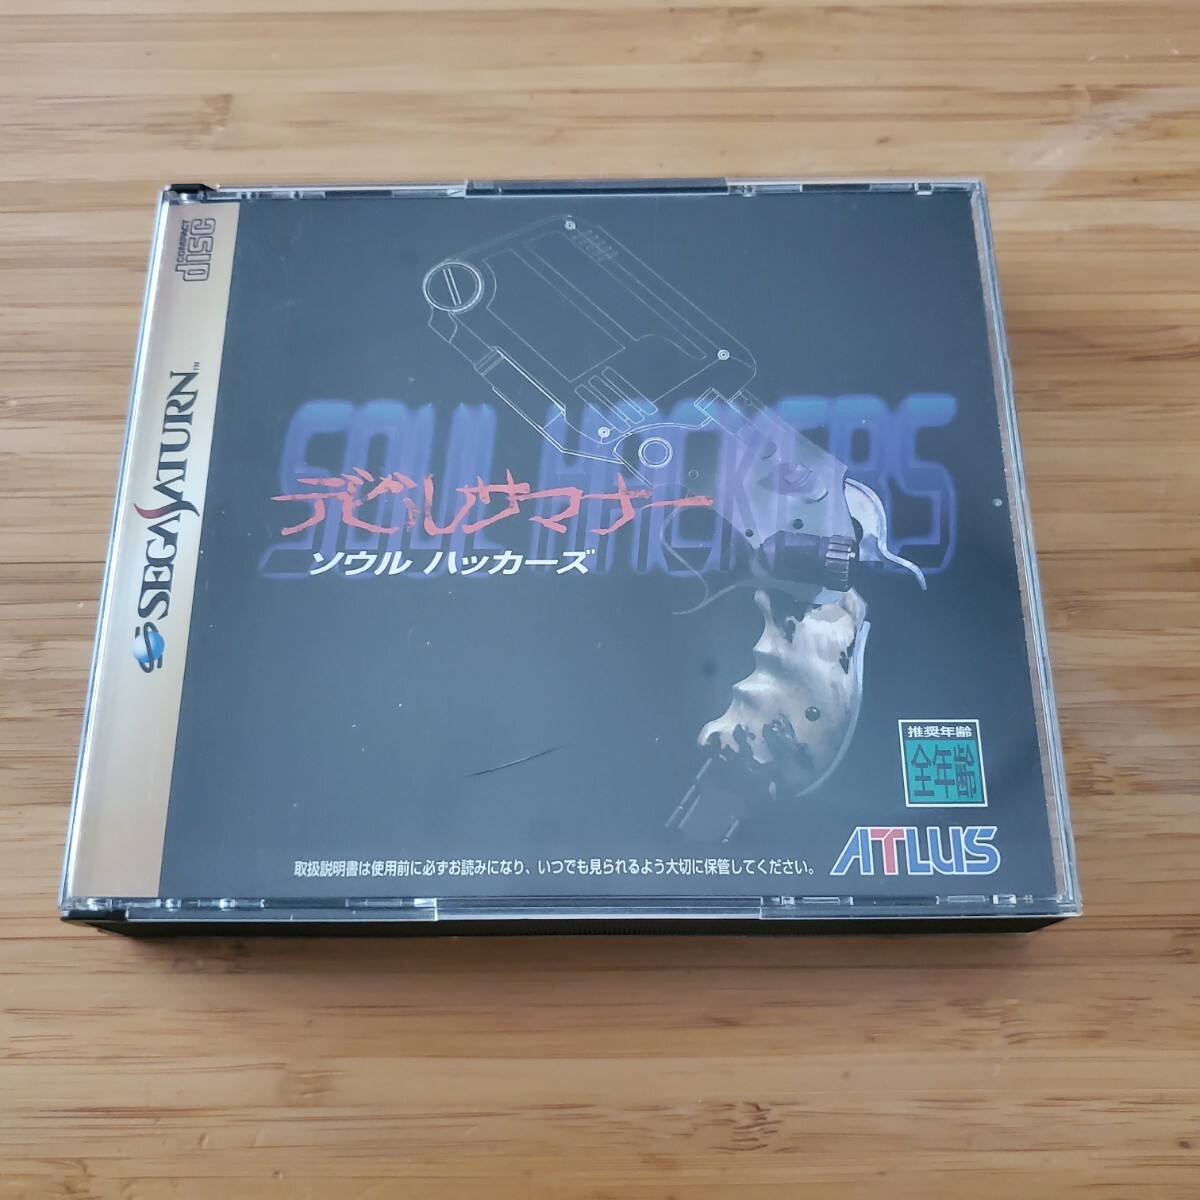 COMPACT
disc
SEGA SATURN™
SOUL HACKERS
デビルサマナー
ソウル ハッカーズ
推奨年齢
全年齢
取扱説明書は使用前に必ずお読みになり、いつでも見られるよう大切に保管してください。
ATLUS